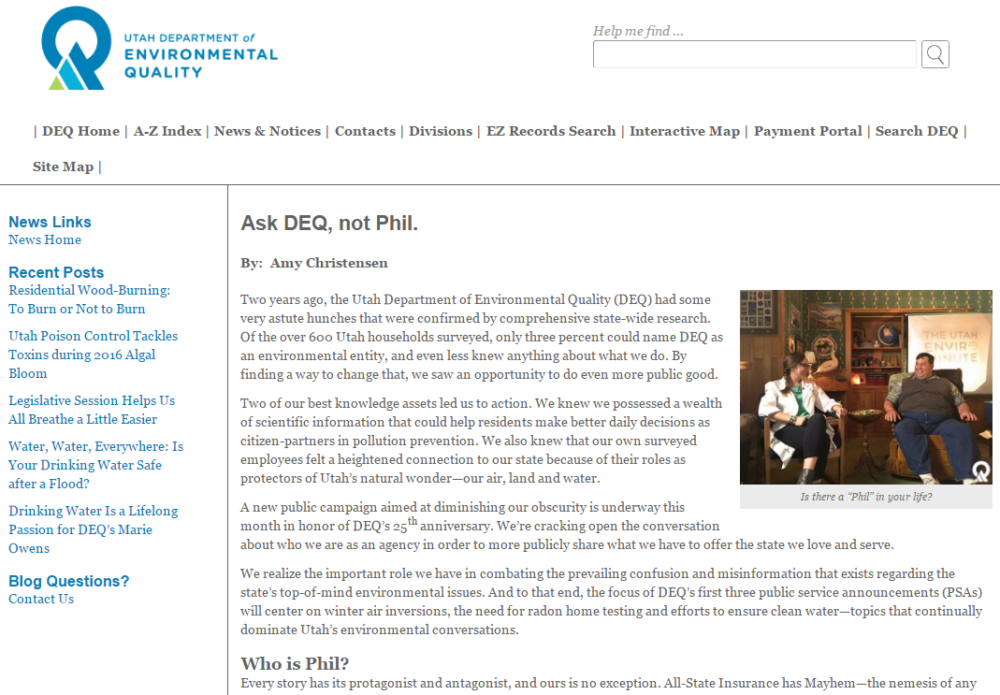 UTAH DEPARTMENT of
ENVIRONMENTAL
QUALITY
Help me find ...
| DEQ Home | A-Z Index | News & Notices | Contacts | Divisions | EZ Records Search | Interactive Map | Payment Portal | Search DEQ |
Site Map |
News Links
News Home
Recent Posts
Residential Wood-Burning:
To Burn or Not to Burn
Utah Poison Control Tackles
Toxins during 2016 Algal
Bloom
Legislative Session Helps Us
All Breathe a Little Easier
Water, Water, Everywhere: Is
Your Drinking Water Safe
after a Flood?
Drinking Water Is a Lifelong
Passion for DEQ's Marie
Owens
Blog Questions?
Contact Us
Ask DEQ, not Phil.
By: Amy Christensen
Two years ago, the Utah Department of Environmental Quality (DEQ) had some
very astute hunches that were confirmed by comprehensive state-wide research.
Of the over 600 Utah households surveyed, only three percent could name DEQ as
an environmental entity, and even less knew anything about what we do. By
finding a way to change that, we saw an opportunity to do even more public good.
THE UTAH
ENVIRO
MINUTE
Is there a "Phil" in your life?
Two of our best knowledge assets led us to action. We knew we possessed a wealth
of scientific information that could help residents make better daily decisions as
citizen-partners in pollution prevention. We also knew that our own surveyed
employees felt a heightened connection to our state because of their roles as
protectors of Utah's natural wonder—our air, land and water.
A new public campaign aimed at diminishing our obscurity is underway this
month in honor of DEQ's 25th anniversary. We're cracking open the conversation
about who we are as an agency in order to more publicly share what we have to offer the state we love and serve.
We realize the important role we have in combating the prevailing confusion and misinformation that exists regarding the
state's top-of-mind environmental issues. And to that end, the focus of DEQ's first three public service announcements (PSAs)
will center on winter air inversions, the need for radon home testing and efforts to ensure clean water—topics that continually
dominate Utah's environmental conversations.
Who is Phil?
Every story has its protagonist and antagonist, and ours is no exception. All-State Insurance has Mayhem—the nemesis of any